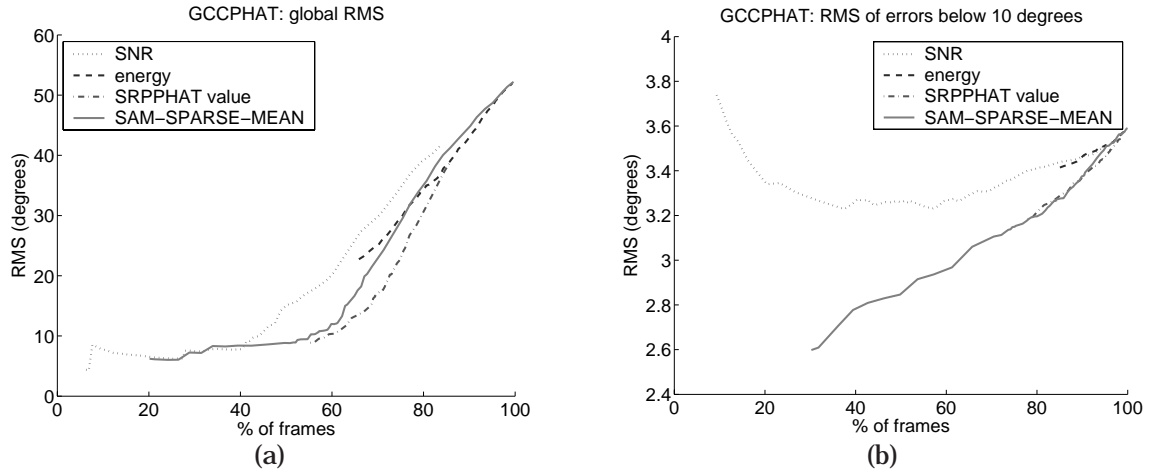 GCCPHAT: global RMS
60
50
40
30
20
10
0
RMS (degrees)
SNR
energy
SRPPHAT value
SAM-SPARSE-MEAN
0 20 40 60 80 100
% of frames
(a)
GCCPHAT: RMS of errors below 10 degrees
4
3.8
3.6
3.4
3.2
3
2.8
2.6
2.4
RMS (degrees)
SNR
energy
SRPPHAT value
SAM-SPARSE-MEAN
0 20 40 60 80 100
% of frames
(b)